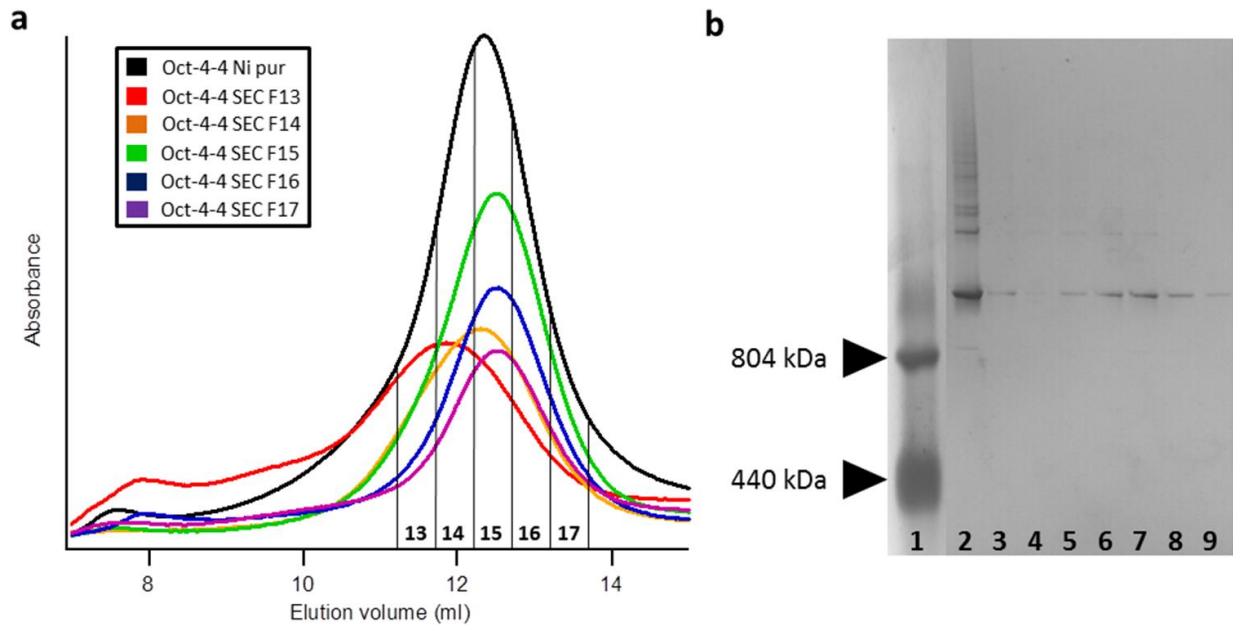 a
Oct-4-4 Ni pur
Oct-4-4 SEC F13
Oct-4-4 SEC F14
Oct-4-4 SEC F15
Oct-4-4 SEC F16
Oct-4-4 SEC F17
Absorbance
13 14 15 16 17
8 10 12 14
Elution volume (ml)
b
804 kDa
440 kDa
1 2 3 4 5 6 7 8 9